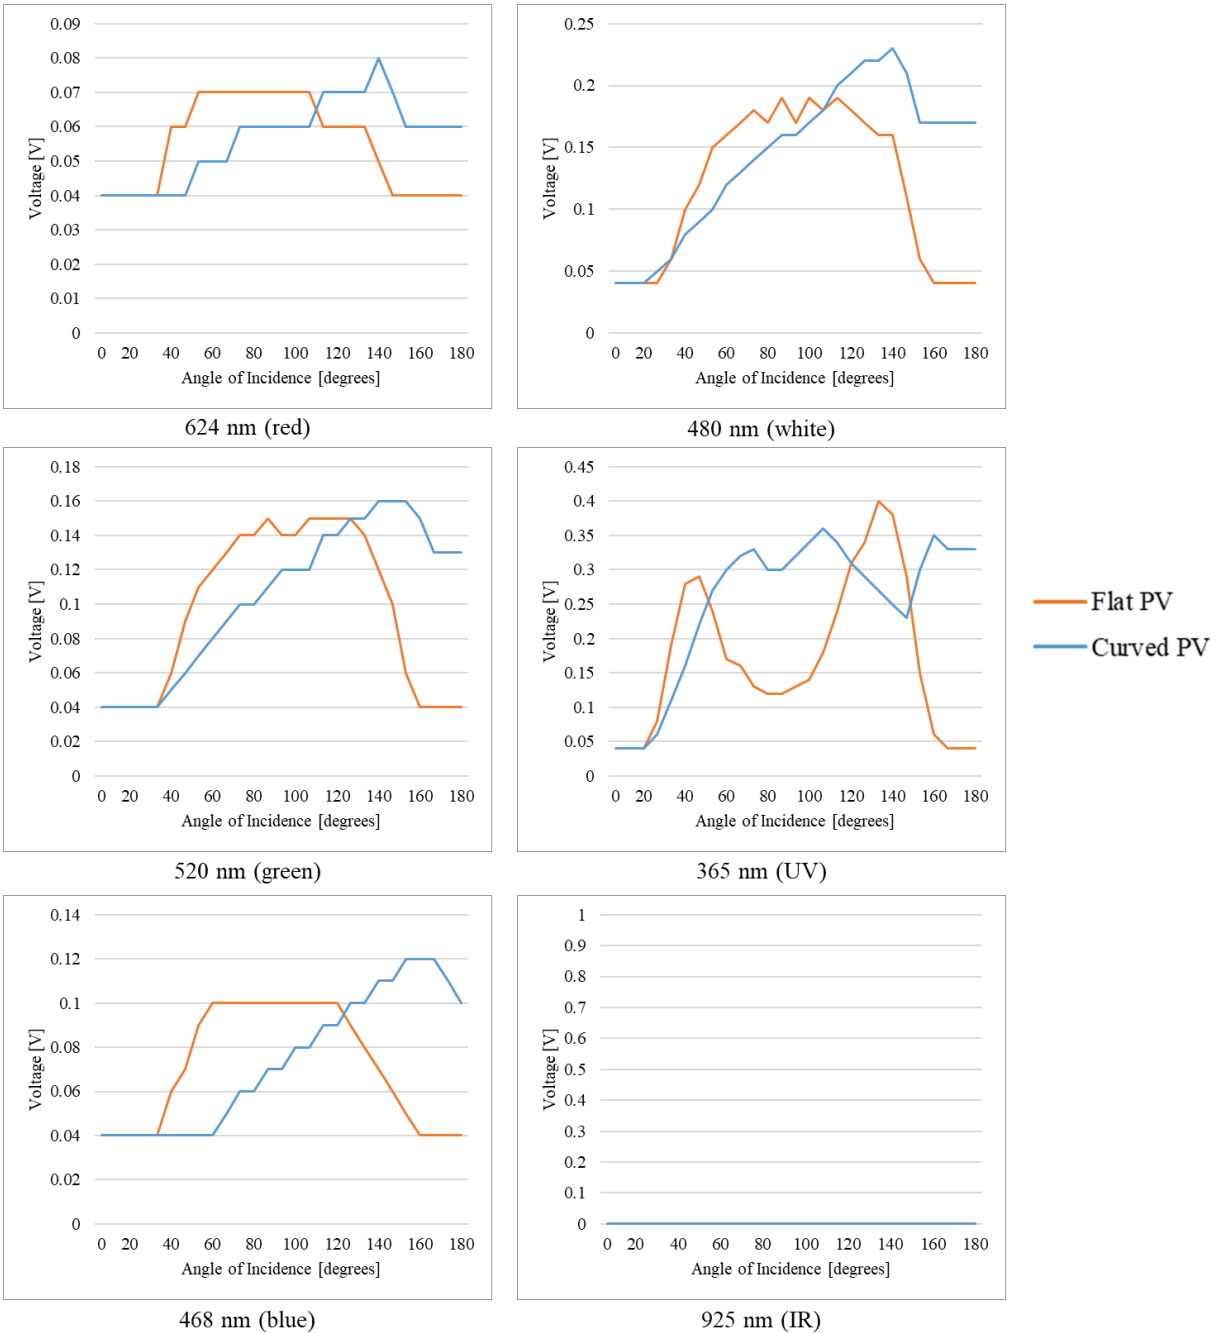 0.09
0.08
0.07
0.06
0.05
0.04
0.03
0.02
0.01
0
Voltage [V]
0 20 40 60 80 100 120 140 160 180
Angle of Incidence [degrees]
624 nm (red)
0.25
0.2
0.15
0.1
0.05
0
Voltage [V]
0 20 40 60 80 100 120 140 160 180
Angle of Incidence [degrees]
480 nm (white)
0.18
0.16
0.14
0.12
0.1
0.08
0.06
0.04
0.02
0
Voltage [V]
0 20 40 60 80 100 120 140 160 180
Angle of Incidence [degrees]
520 nm (green)
0.45
0.4
0.35
0.3
0.25
0.2
0.15
0.1
0.05
0
Voltage [V]
0 20 40 60 80 100 120 140 160 180
Angle of Incidence [degrees]
365 nm (UV)
Flat PV
Curved PV
0.14
0.12
0.1
0.08
0.06
0.04
0.02
0
Voltage [V]
0 20 40 60 80 100 120 140 160 180
Angle of Incidence [degrees]
468 nm (blue)
1
0.9
0.8
0.7
0.6
0.5
0.4
0.3
0.2
0.1
0
Voltage [V]
0 20 40 60 80 100 120 140 160 180
Angle of Incidence [degrees]
925 nm (IR)